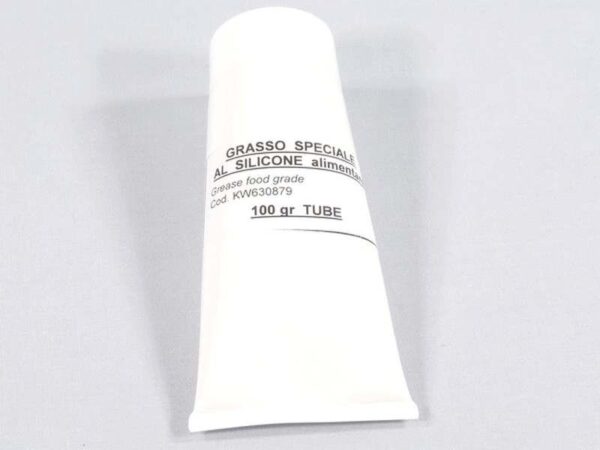 GRASSO SPECIALE
AL SILICONE
Grease food grade
Cod. KW630879
100 gr TUBE